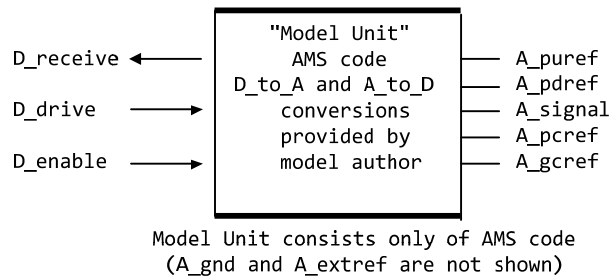 "Model Unit"
D_receive AMS code A_puref
D_to_A and A_to_D A_pdref
D_drive conversions A_signal
provided by A_pcref
D_enable model author A_gcref
Model Unit consists only of AMS code
(A_gnd and A_extref are not shown)